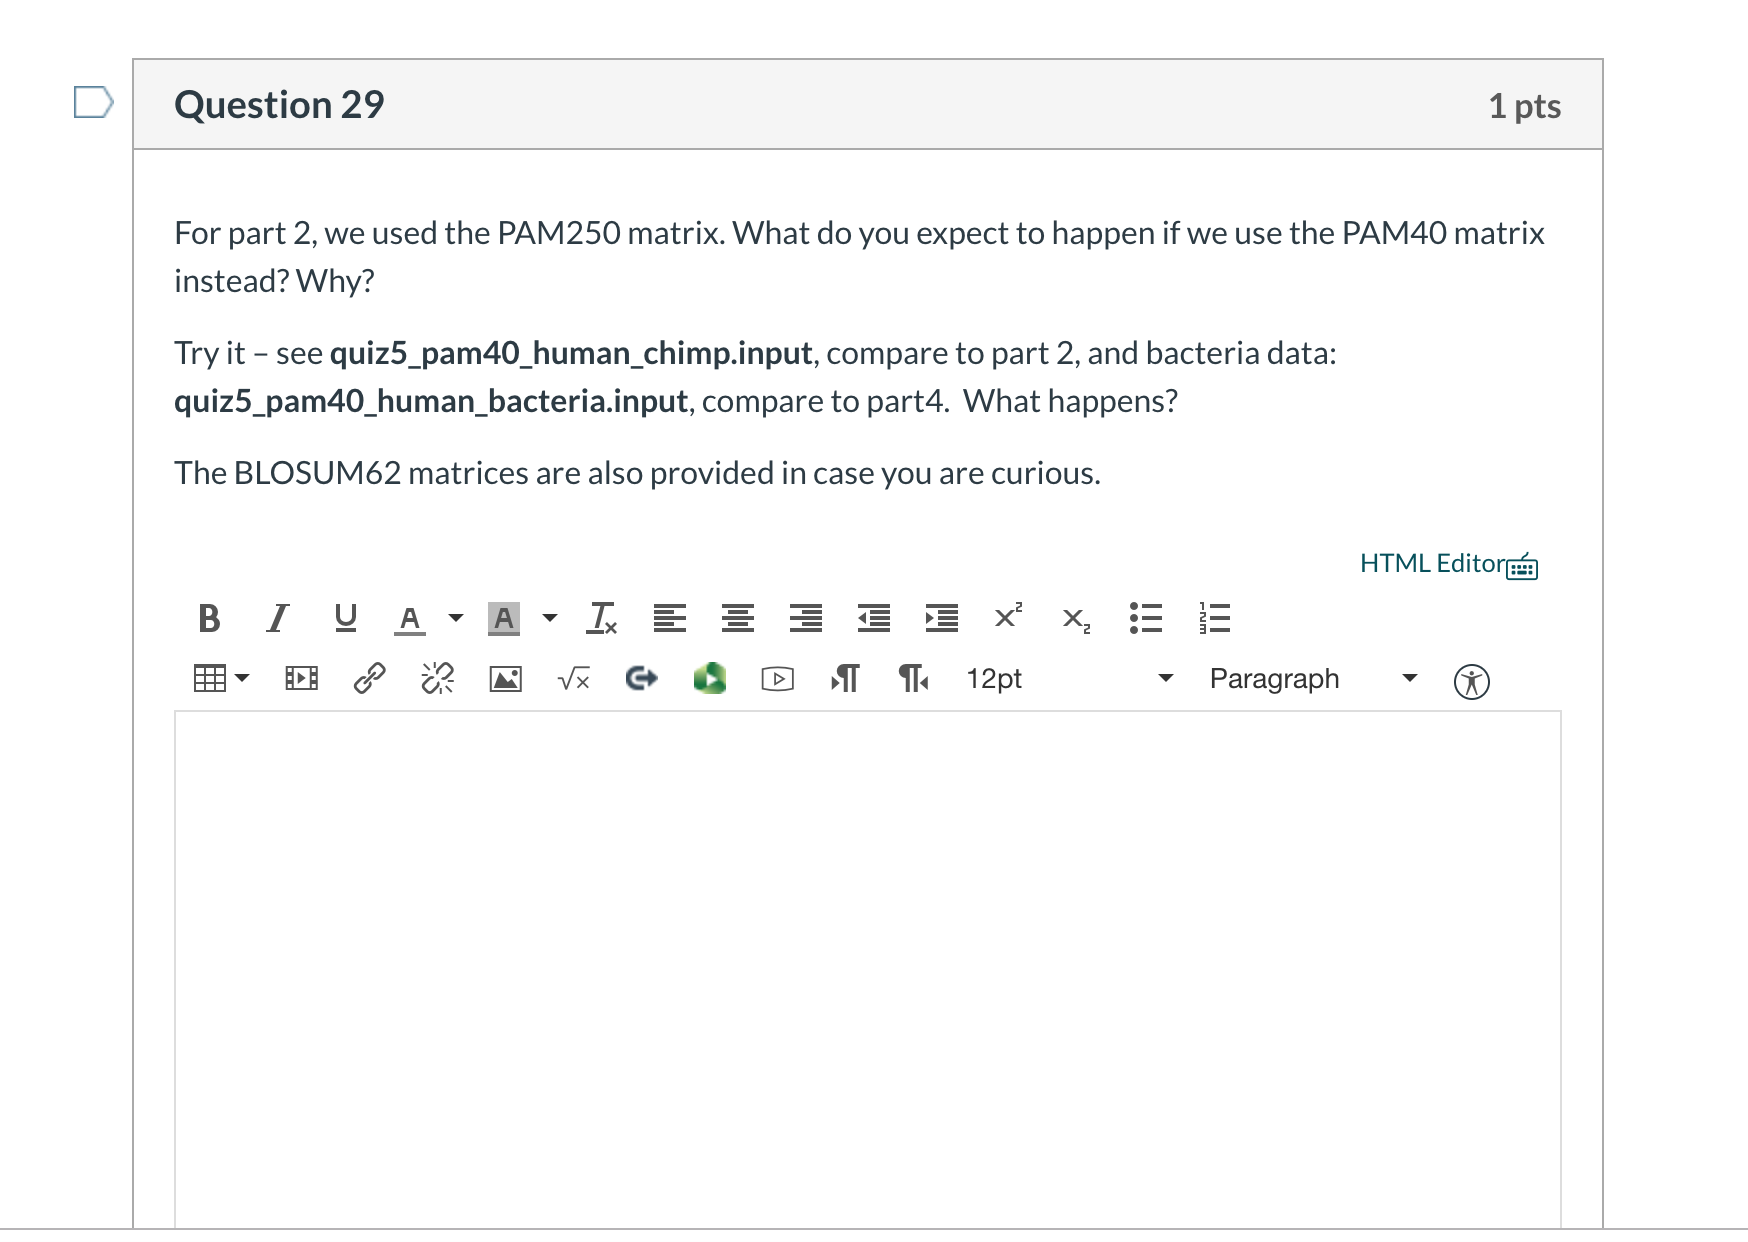 Question 29
1 pts
For part 2, we used the PAM250 matrix. What do you expect to happen if we use the PAM40 matrix
instead? Why?
Try it – see quiz5_pam40_human_chimp.input, compare to part 2, and bacteria data:
quiz5_pam40_human_bacteria.input, compare to part4.  What happens?
The BLOSUM62 matrices are also provided in case you are curious.
HTML Editor
12pt
Paragraph